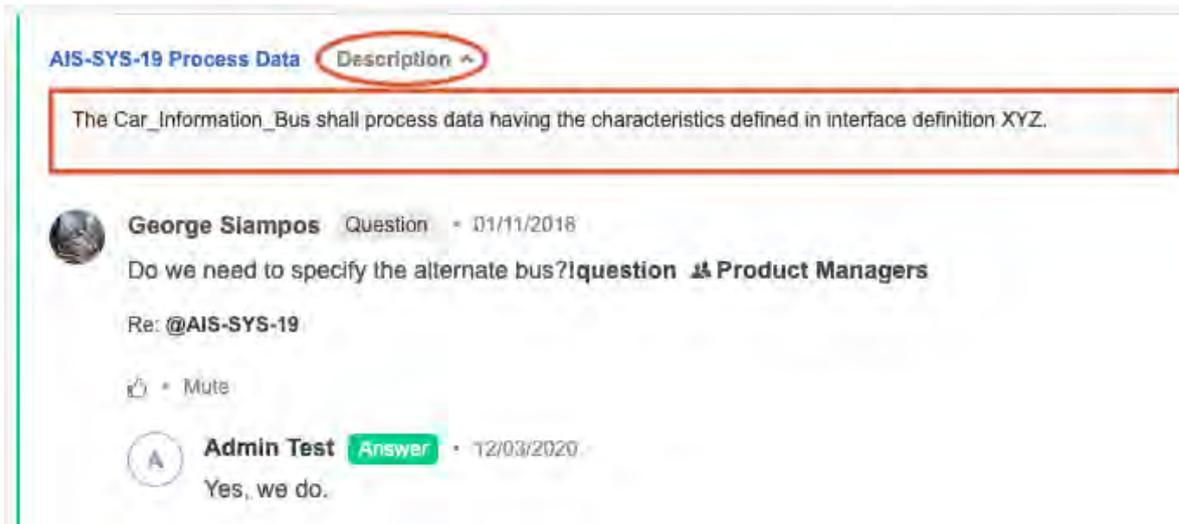 AIS-SYS-19 Process Data Description
The Car_Information_Bus shall process data having the characteristics defined in interface definition XYZ.
George Siampos Question • 01/11/2018
Do we need to specify the alternate bus?!question Product Managers
Re: @AIS-SYS-19
• Mute
A
Admin Test Answer • 12/03/2020
Yes, we do.